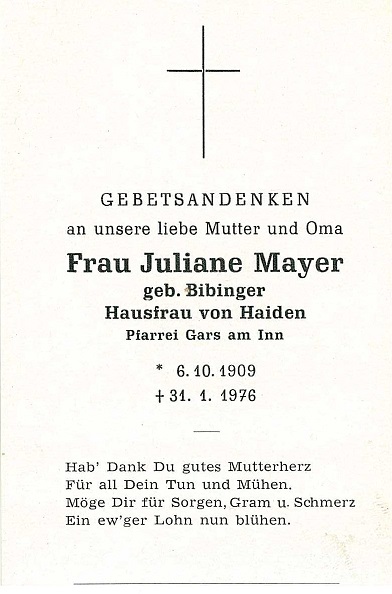 GEBETSANDENKEN
an unsere liebe Mutter und Oma
Frau Juliane Mayer
geb. Bibinger
Hausfrau von Haiden
Pfarrei Gars am Inn
* 6. 10. 1909
† 31. 1. 1976
Hab' Dank Du gutes Mutterherz
Für all Dein Tun und Mühen.
Möge Dir für Sorgen, Gram u. Schmerz
Ein ew'ger Lohn nun blühen.